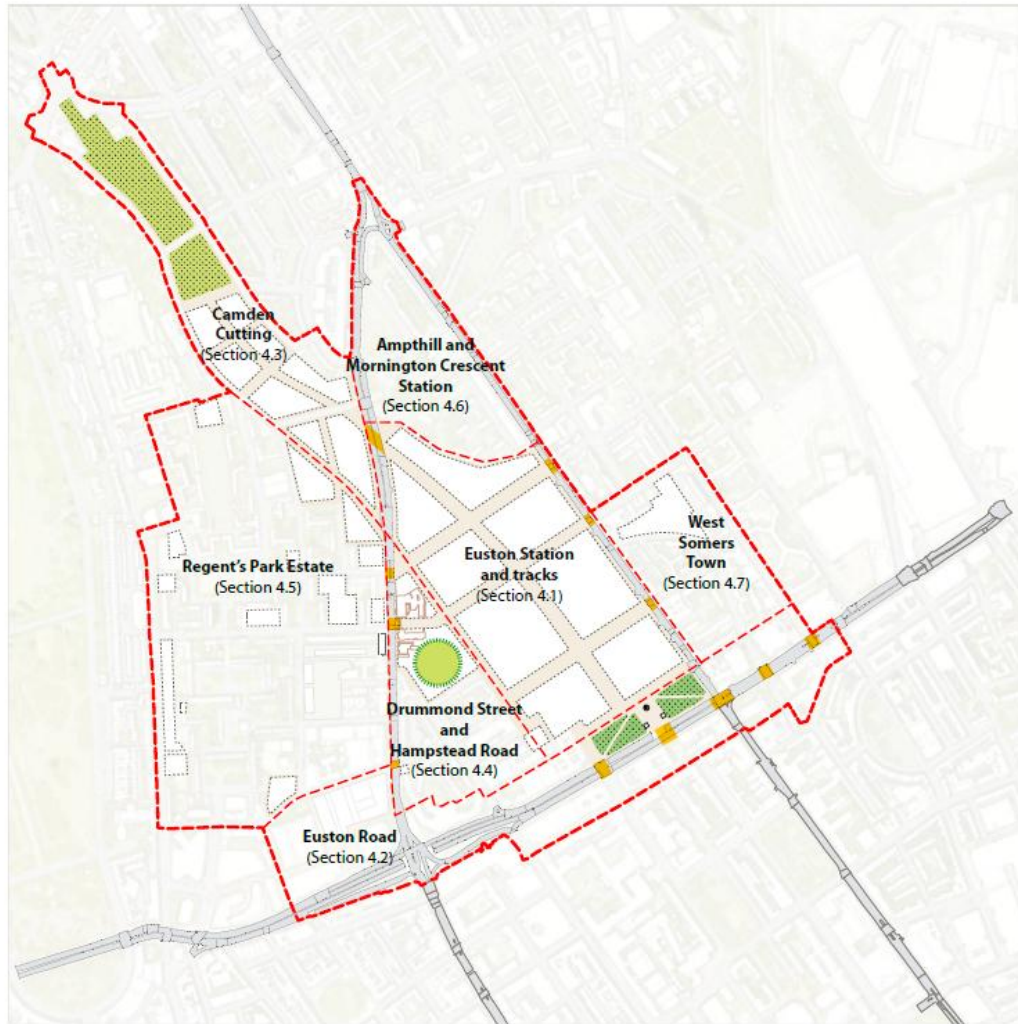 Camden
Cutting
(Section 4.3)
Ampthill and
Mornington Crescent
Station
(Section 4.6)
West
Somers
Town
(Section 4.7)
Euston Station
and tracks
(Section 4.1)
Regent's Park Estate
(Section 4.5)
Drummond Street
and
Hampstead Road
(Section 4.4)
Euston Road
(Section 4.2)